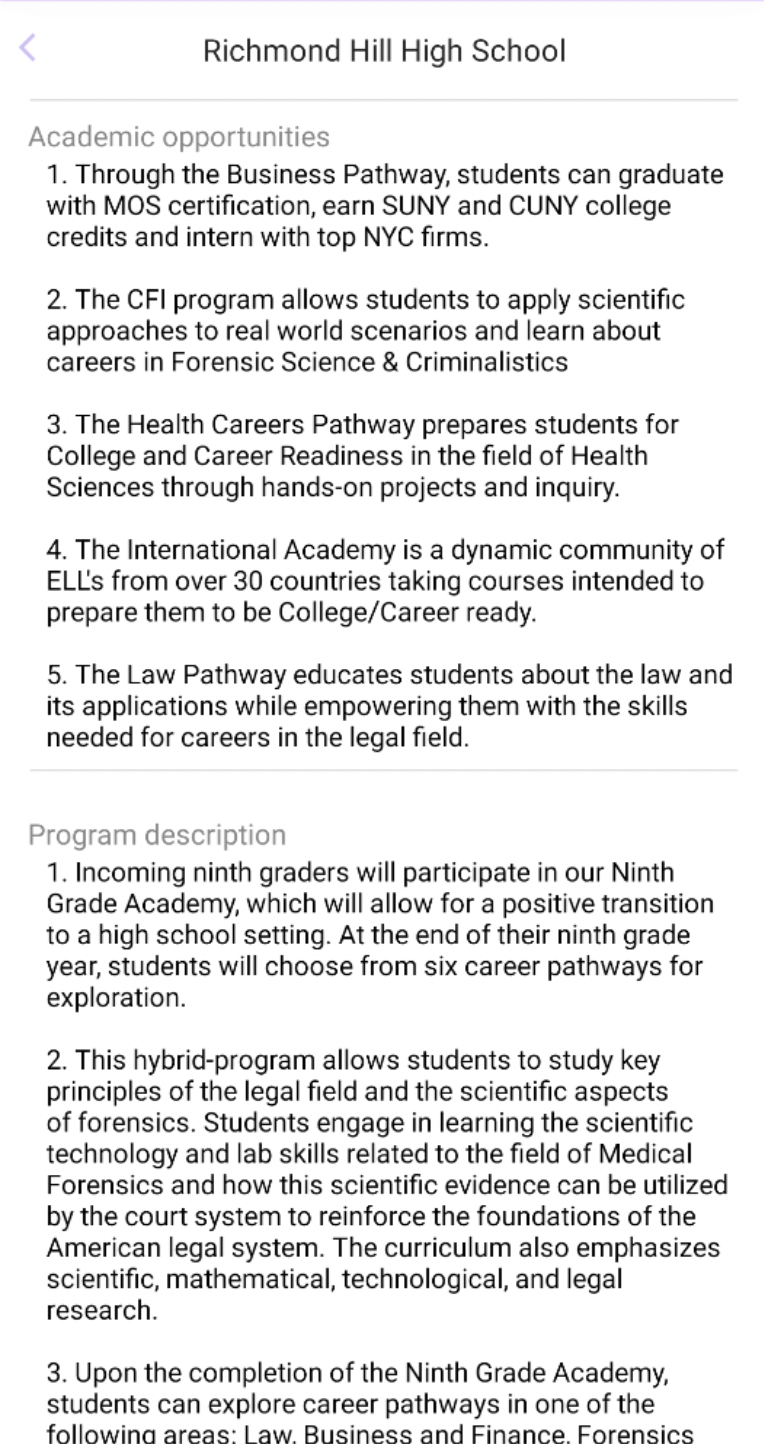 Richmond Hill High School
Academic opportunities
1. Through the Business Pathway, students can graduate
with MOS certification, earn SUNY and CUNY college
credits and intern with top NYC firms.
2. The CFI program allows students to apply scientific
approaches to real world scenarios and learn about
careers in Forensic Science & Criminalistics
3. The Health Careers Pathway prepares students for
College and Career Readiness in the field of Health
Sciences through hands-on projects and inquiry.
4. The International Academy is a dynamic community of
ELL's from over 30 countries taking courses intended to
prepare them to be College/Career ready.
5. The Law Pathway educates students about the law and
its applications while empowering them with the skills
needed for careers in the legal field.
Program description
1. Incoming ninth graders will participate in our Ninth
Grade Academy, which will allow for a positive transition
to a high school setting. At the end of their ninth grade
year, students will choose from six career pathways for
exploration.
2. This hybrid-program allows students to study key
principles of the legal field and the scientific aspects
of forensics. Students engage in learning the scientific
technology and lab skills related to the field of Medical
Forensics and how this scientific evidence can be utilized
by the court system to reinforce the foundations of the
American legal system. The curriculum also emphasizes
scientific, mathematical, technological, and legal
research.
3. Upon the completion of the Ninth Grade Academy,
students can explore career pathways in one of the
following areas: Law, Business and Finance, Forensics